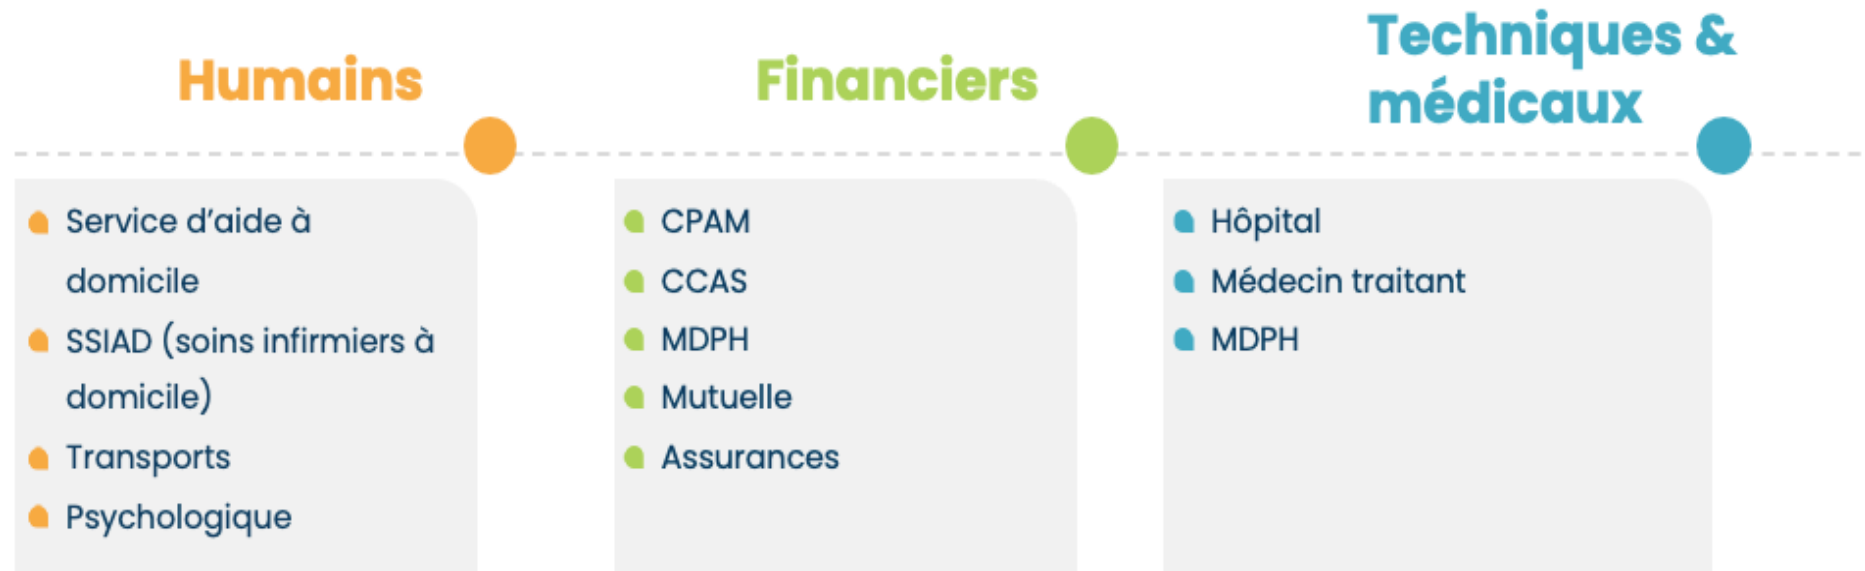 Humains
Service d'aide à
domicile
SSIAD (soins infirmiers à
domicile)
Transports
Psychologique
Financiers
CPAM
CCAS
MDPH
Mutuelle
Assurances
Techniques &
médicaux
Hôpital
Médecin traitant
MDPH